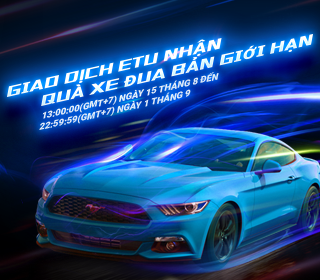 GIAO DỊCH ETU NHẬN
QUÀ XE ĐUA BẢN GIỚI HẠN
13:00:00(GMT+7) NGÀY 15 THÁNG 8 ĐẾN
22:59:59(GMT+7) NGÀY 1 THÁNG 9